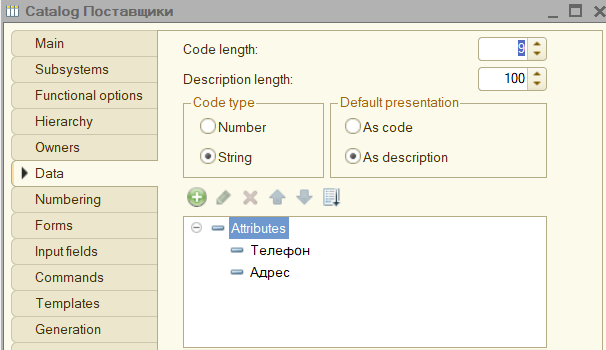 Catalog Поставщики
Main
Subsystems
Functional options
Hierarchy
Owners
Data
Numbering
Forms
Input fields
Commands
Templates
Generation
Code length: 9
Description length: 100
Code type
Number
String
Default presentation
As code
As description
Attributes
Телефон
Адрес